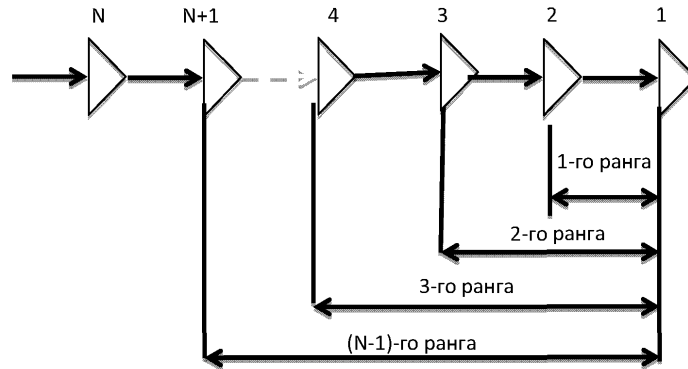 N N+1 4 3 2 1
1-го ранга
2-го ранга
3-го ранга
(N-1)-го ранга